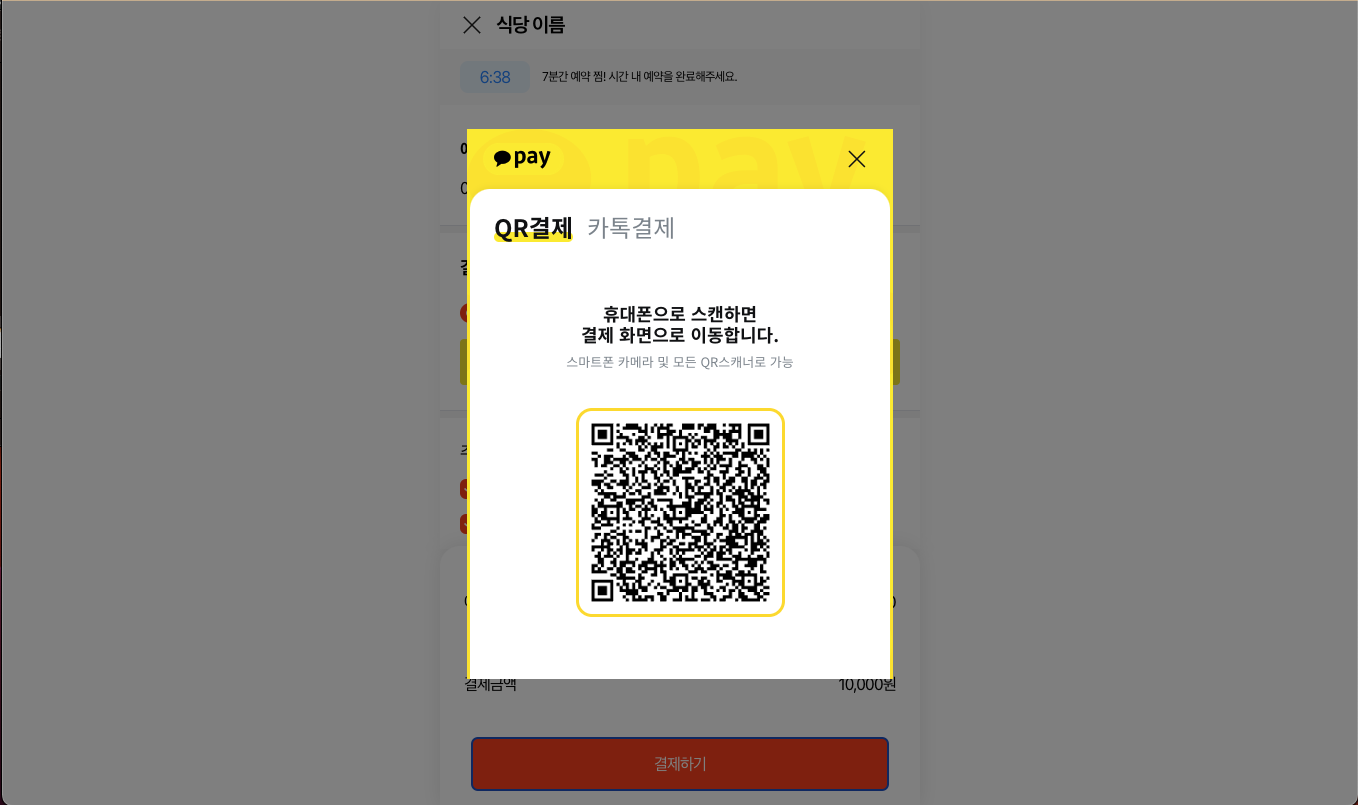 식당 이름
6:38
7분간 예약 찜! 시간 내 예약을 완료해주세요.
pay
pay
QR결제
카톡결제
휴대폰으로 스캔하면
결제 화면으로 이동합니다.
스마트폰 카메라 및 모든 QR스캐너로 가능
결제금액
10,000원
결제하기